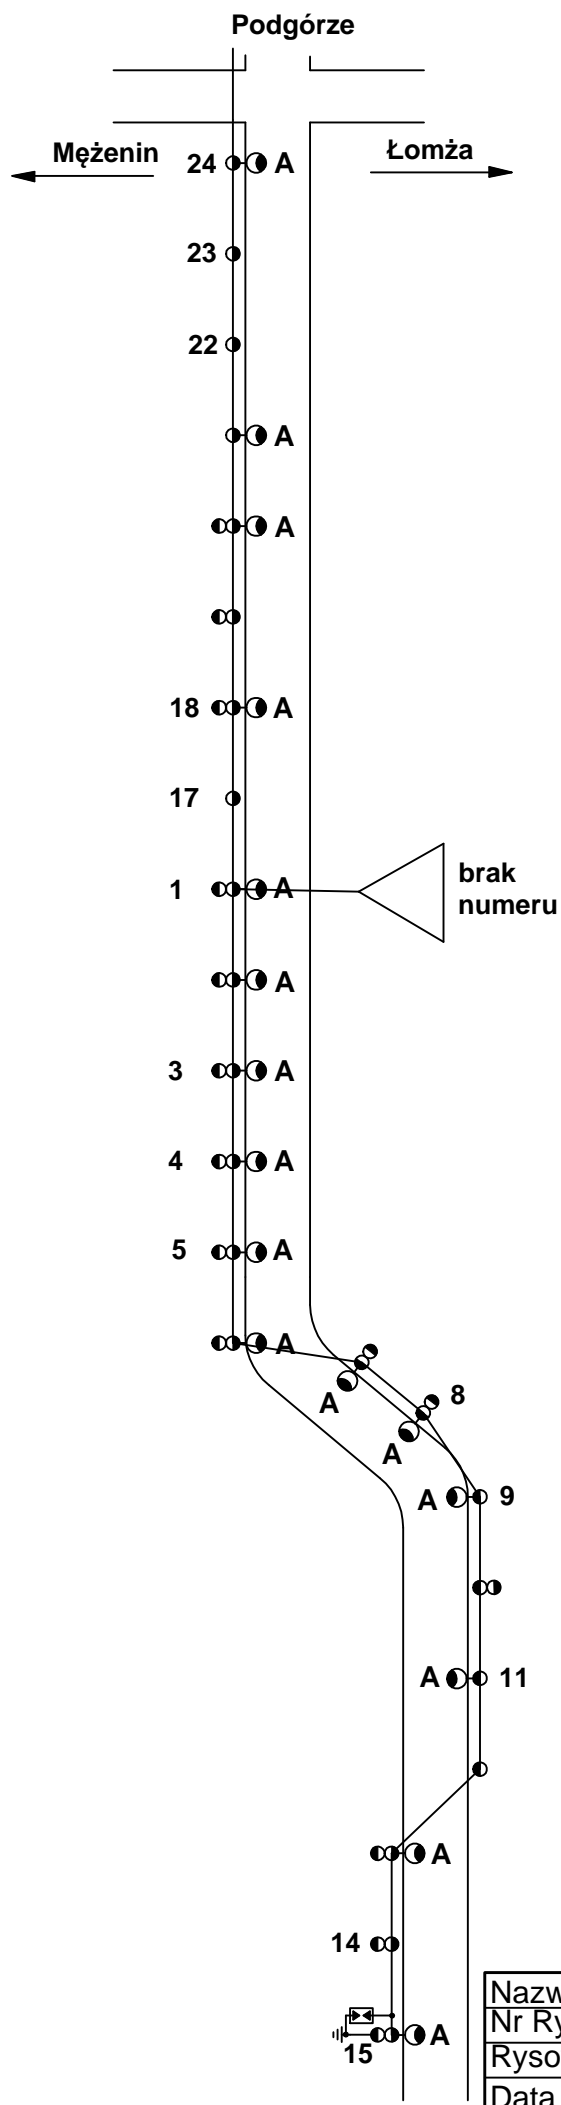 Podgórze
Mężenin
Łomża
24 A
23
22
A
A
18 A
17
1 A
brak
numeru
A
3 A
4 A
5 A
A
A
8
A
A 9
A 11
A
14
15 A
Nazw
Nr Ry
Ryso
Data